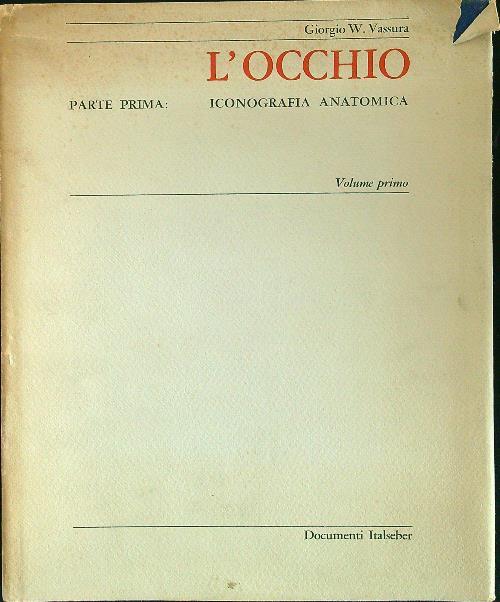 Giorgio W. Vassura
L'OCCHIO
PARTE PRIMA: ICONOGRAFIA ANATOMICA
Volume primo
Documenti Italseber